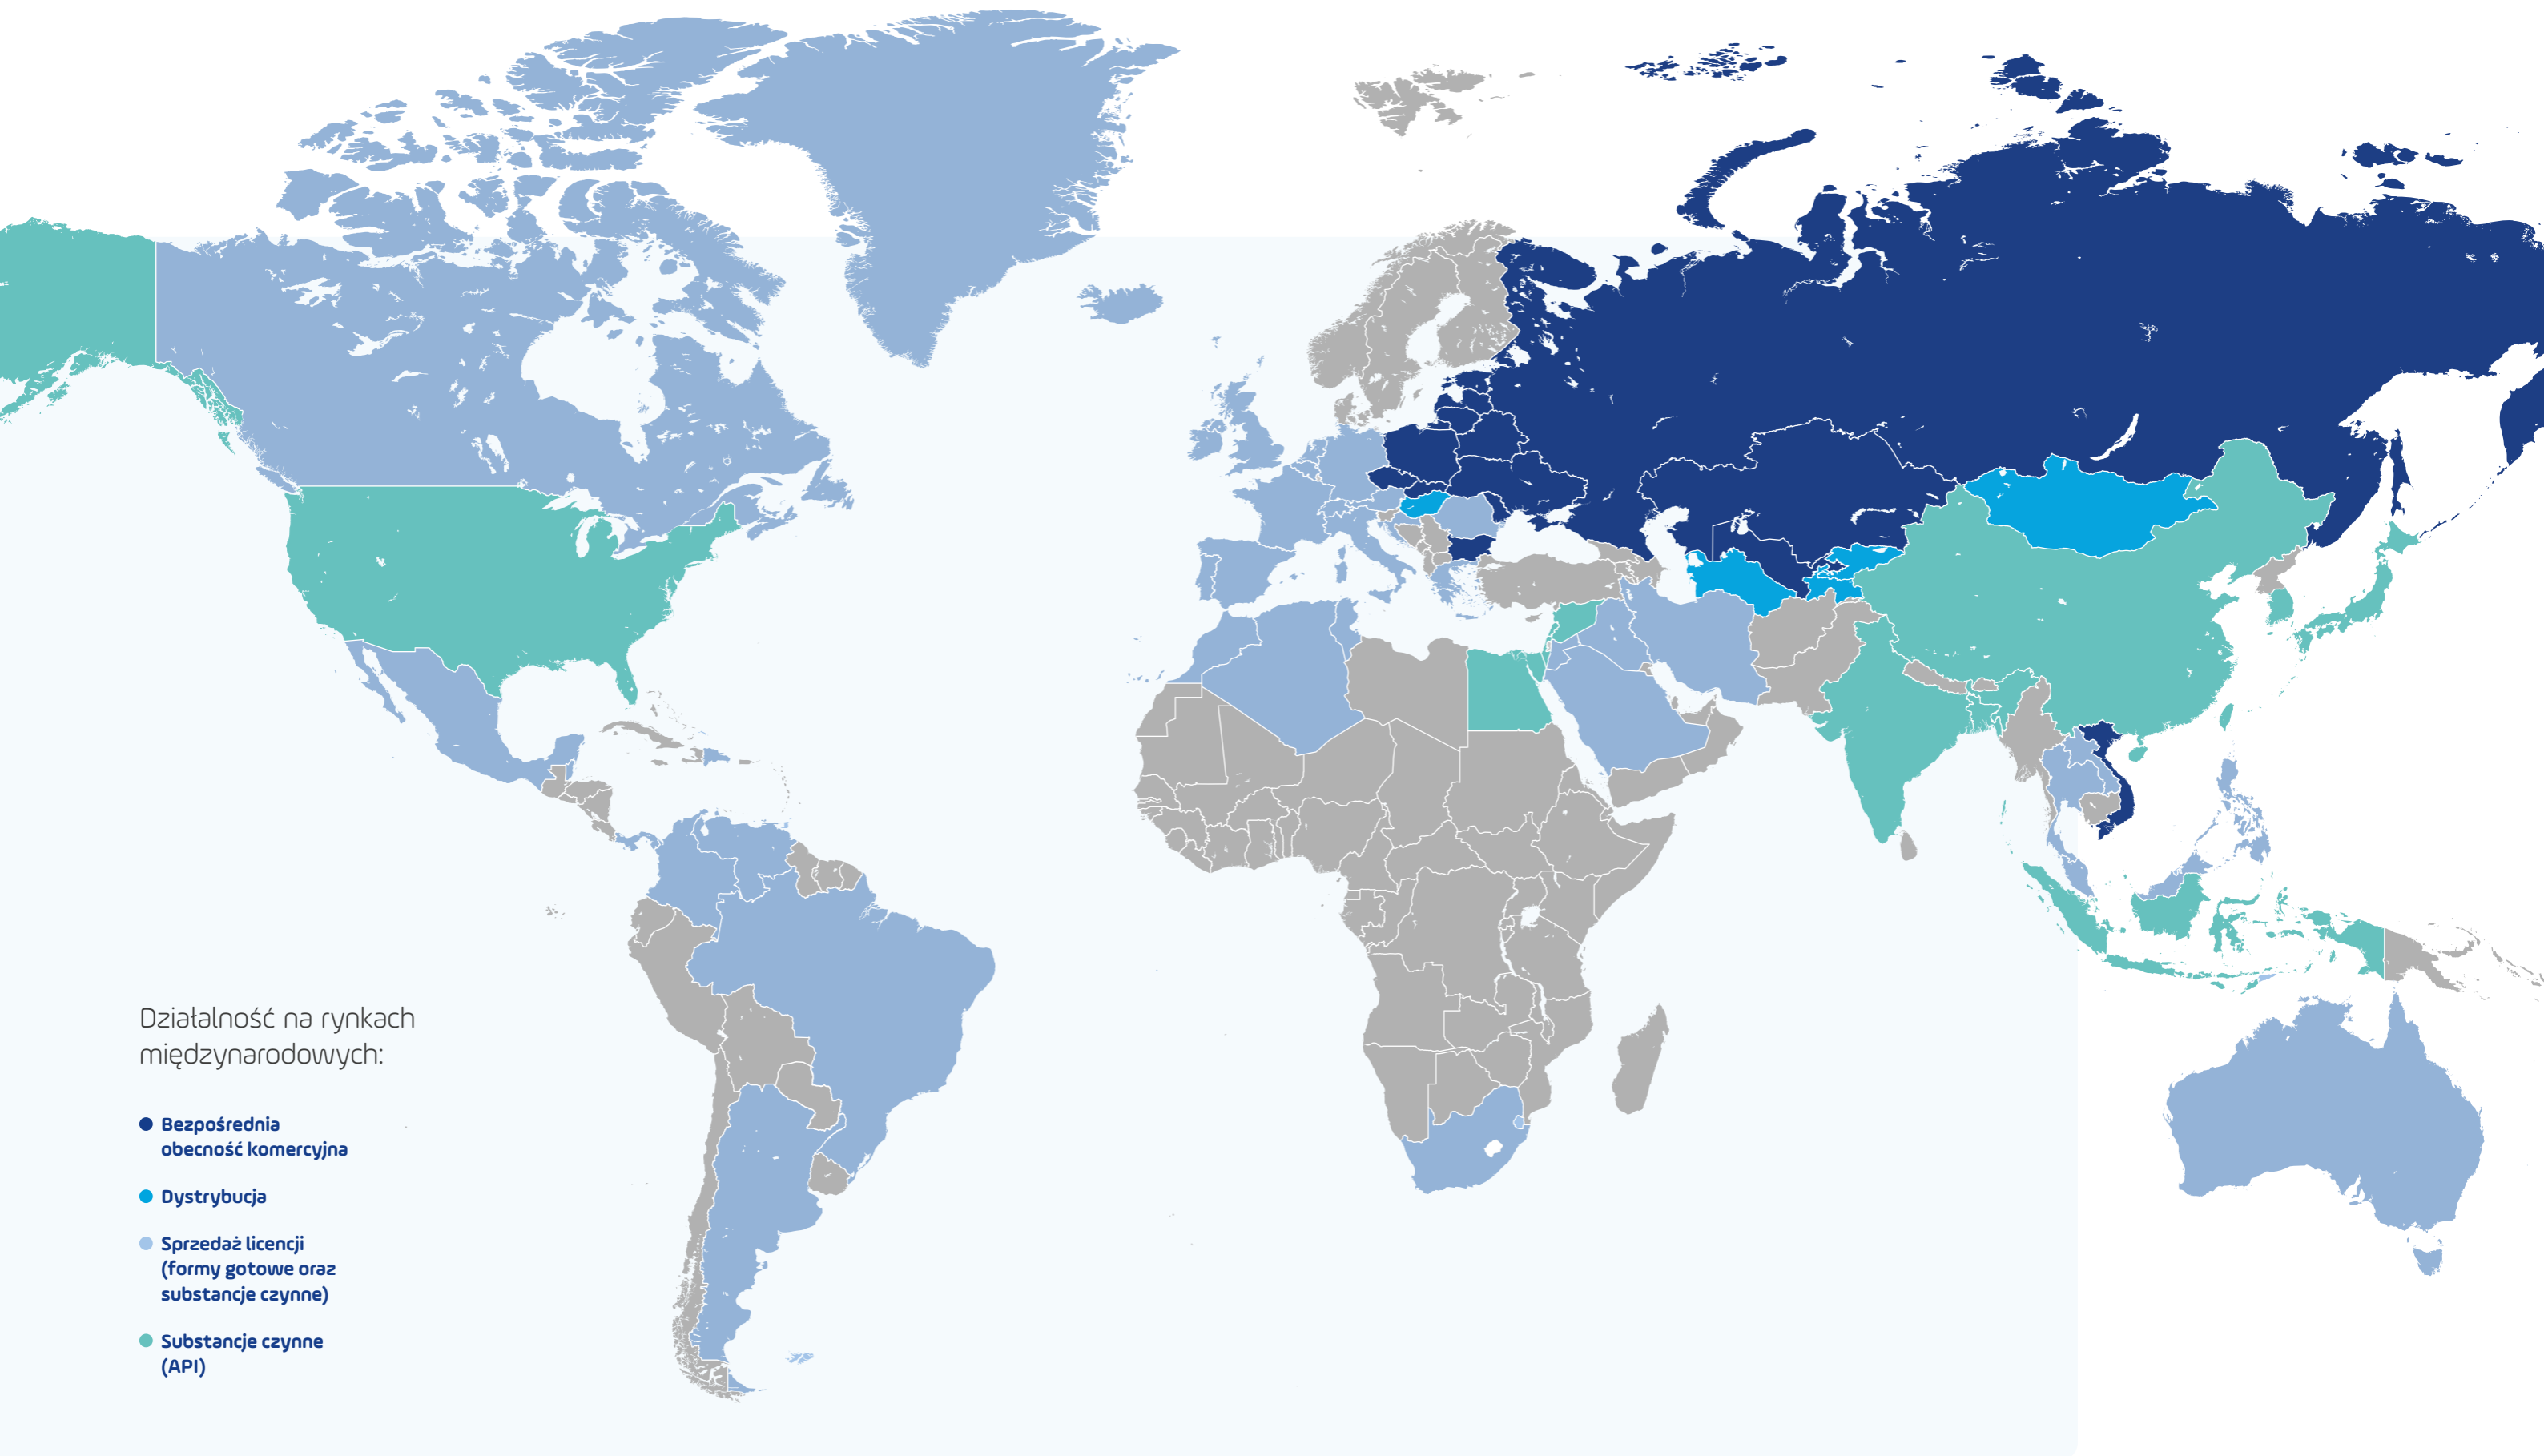 Działalność na rynkach
międzynarodowych:
Bezpośrednia
obecność komercyjna
Dystrybucja
Sprzedaż licencji
(formy gotowe oraz
substancje czynne)
Substancje czynne
(API)